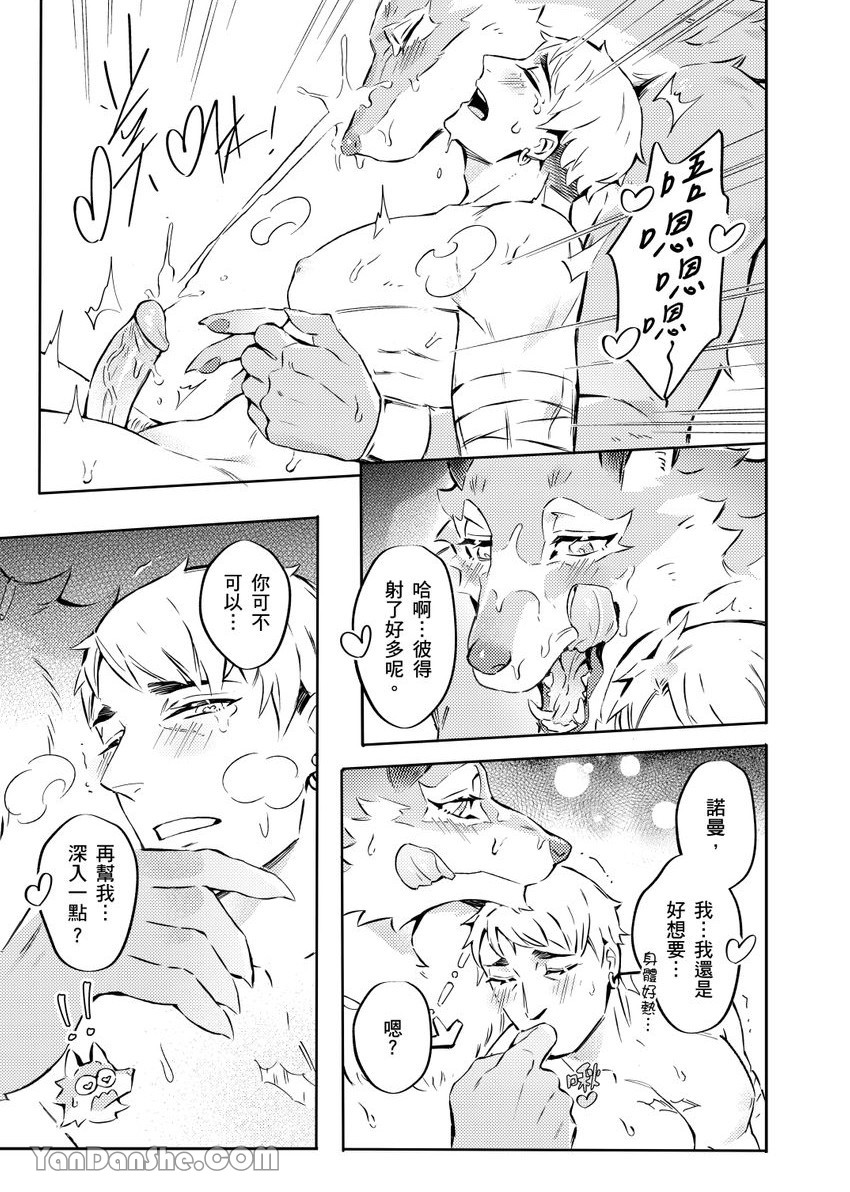 唔
嗯
嗯
嗯…
哈啊…彼得
射了好多呢。
諾曼，
我…我還是
好想要…
身體好熱…
嗯？
啾
你可不
可以…
再幫我…
深入一點？
YanDanShe.com